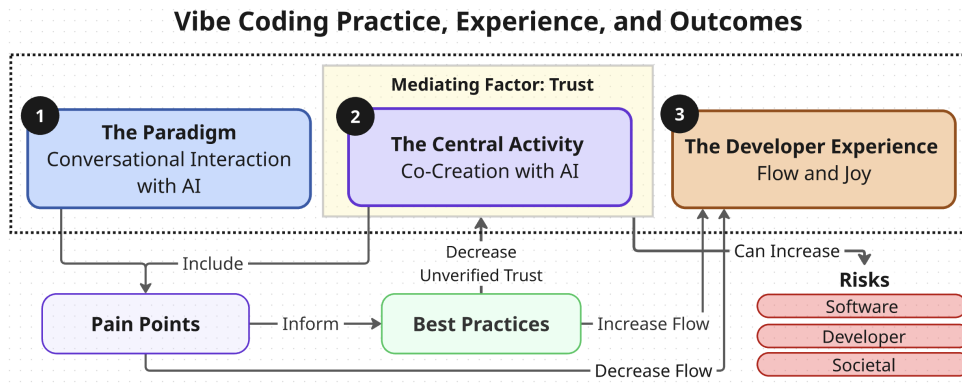 Vibe Coding Practice, Experience, and Outcomes
Mediating Factor: Trust
1
The Paradigm
Conversational Interaction
with AI
2
The Central Activity
Co-Creation with AI
3
The Developer Experience
Flow and Joy
Include
Decrease
Unverified Trust
Can Increase
Risks
Software
Developer
Societal
Pain Points
Inform
Best Practices
Increase Flow
Decrease Flow